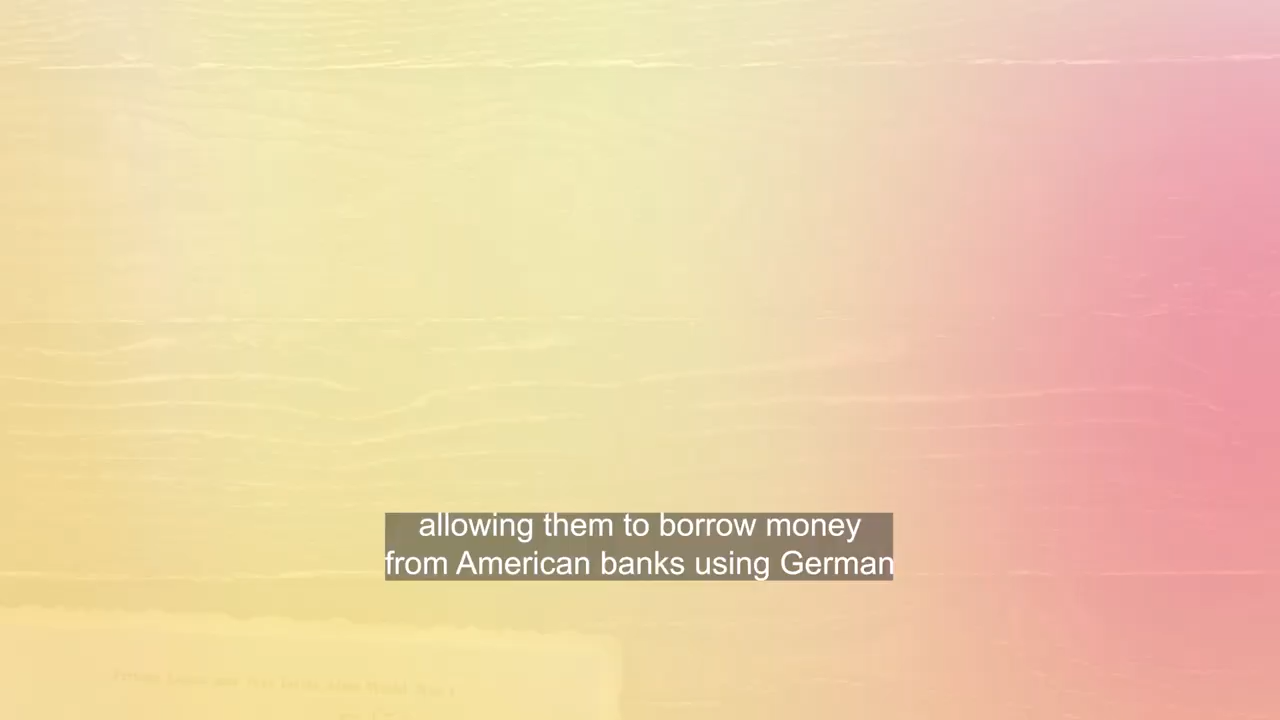 allowing them to borrow money
from American banks using German